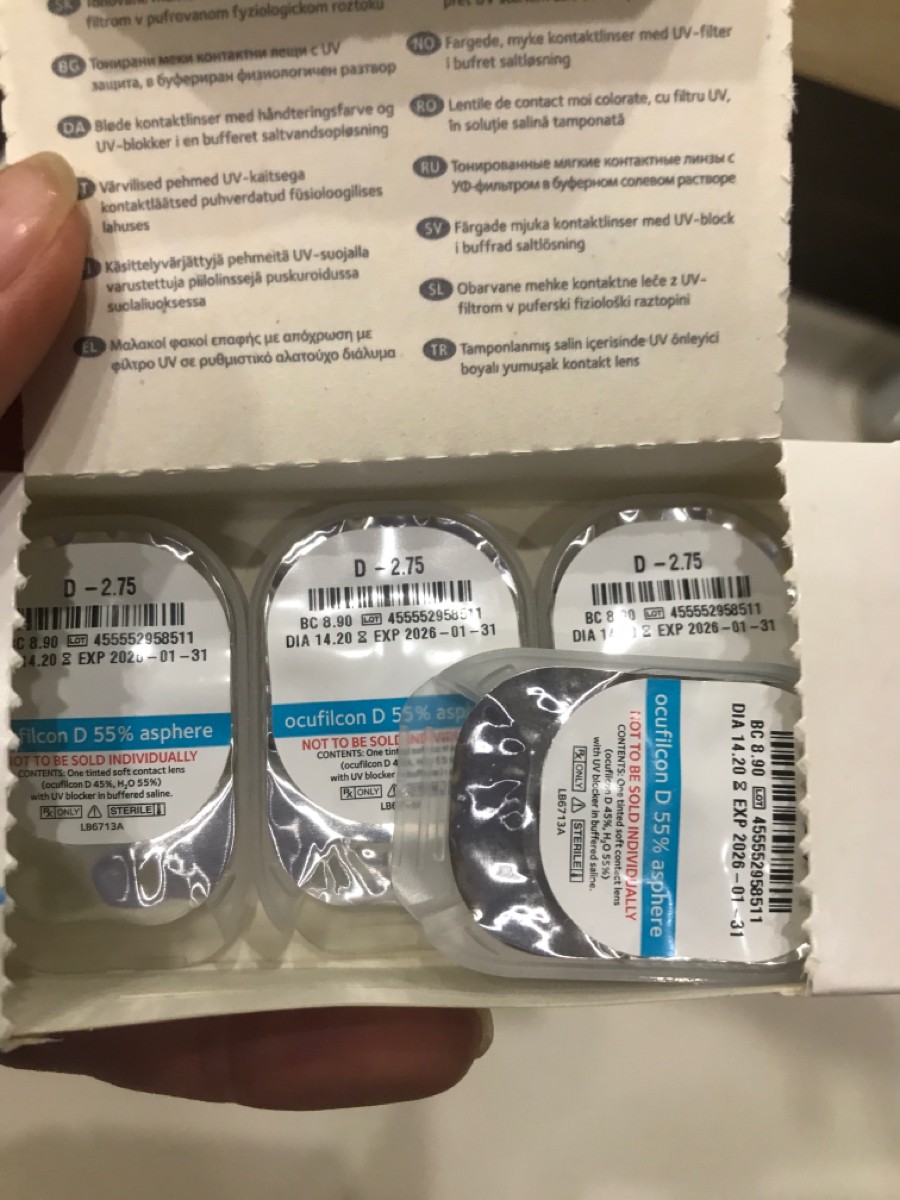 SK
filtrom v pufrovanom fyziologickom roztoku
BG Тонирани меки контактни лещи с UV
защита, в буфериран физиологичен разтвор
DA Bløde kontaktlinser med håndteringsfarve og
UV-blokker i en bufferet saltvandsopløsning
Värvilised pehmed UV-kaitsega
kontaktläätsed puhverdatud füsioloogilises
lahuses
Käsittelyvärjättyjä pehmeitä UV-suojalla
varustettuja piilolinssejä puskuroidussa
suolaliuoksessa
EL Μαλακοί φακοί επαφής με απόχρωση με
φίλτρο UV σε ρυθμιστικό αλατούχο διάλυμα
NO Fargede, myke kontaktlinser med UV-filter
i bufret saltløsning
RO Lentile de contact moi colorate, cu filtru UV,
în soluție salină tamponată
RU Тонированные мягкие контактные линзы с
УФ-фильтром в буферном солевом растворе
SV Färgade mjuka kontaktlinser med UV-block
i buffrad saltlösning
SL Obarvane mehke kontaktne leče z UV-
filtrom v puferski fiziološki raztopini
TR Tamponlanmış salin içerisinde UV önleyici
boyalı yumuşak kontakt lens
D -2.75
C 8.90 LOT 455552958511
14.20 EXP 2026-01-31
filcon D 55% asphere
OT TO BE SOLD INDIVIDUALLY
CONTENTS: One tinted soft contact lens
(ocufilcon D 45%, H₂O 55%)
with UV blocker in buffered saline.
Rx ONLY STERILE
LB6713A
D -2.75
BC 8.90 LOT 455552958511
DIA 14.20 EXP 2026-01-31
ocufilcon D 55% asp
NOT TO BE SOLD
CONTENTS: One tint
(ocufilcon D 4
with UV blocker
Rx ONLY
LB6
D -2.75
BC 8.90 LOT 455552958511
DIA EXP 2026-01-31
BC 8.90 LOT 455552958511
DIA 14.20 EXP 2026-01-31
ocufilcon D 55% asphere
NOT TO BE SOLD INDIVIDUALLY
CONTENTS: One tinted soft contact lens
(ocufilcon D 45%, H₂O 55%)
with UV blocker in buffered saline.
Rx ONLY STERILE
LB6713A